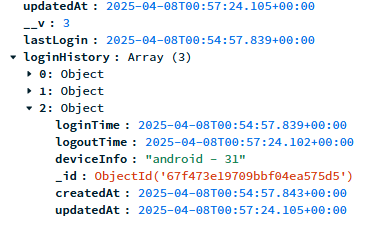 updatedAt : 2025-04-08T00:57:24.105+00:00
__v : 3
lastLogin : 2025-04-08T00:54:57.839+00:00
loginHistory : Array (3)
0: Object
1: Object
2: Object
loginTime : 2025-04-08T00:54:57.839+00:00
logoutTime : 2025-04-08T00:57:24.102+00:00
deviceInfo : "android - 31"
_id : ObjectId('67f473e19709bbf04ea575d5')
createdAt : 2025-04-08T00:54:57.843+00:00
updatedAt : 2025-04-08T00:57:24.105+00:00